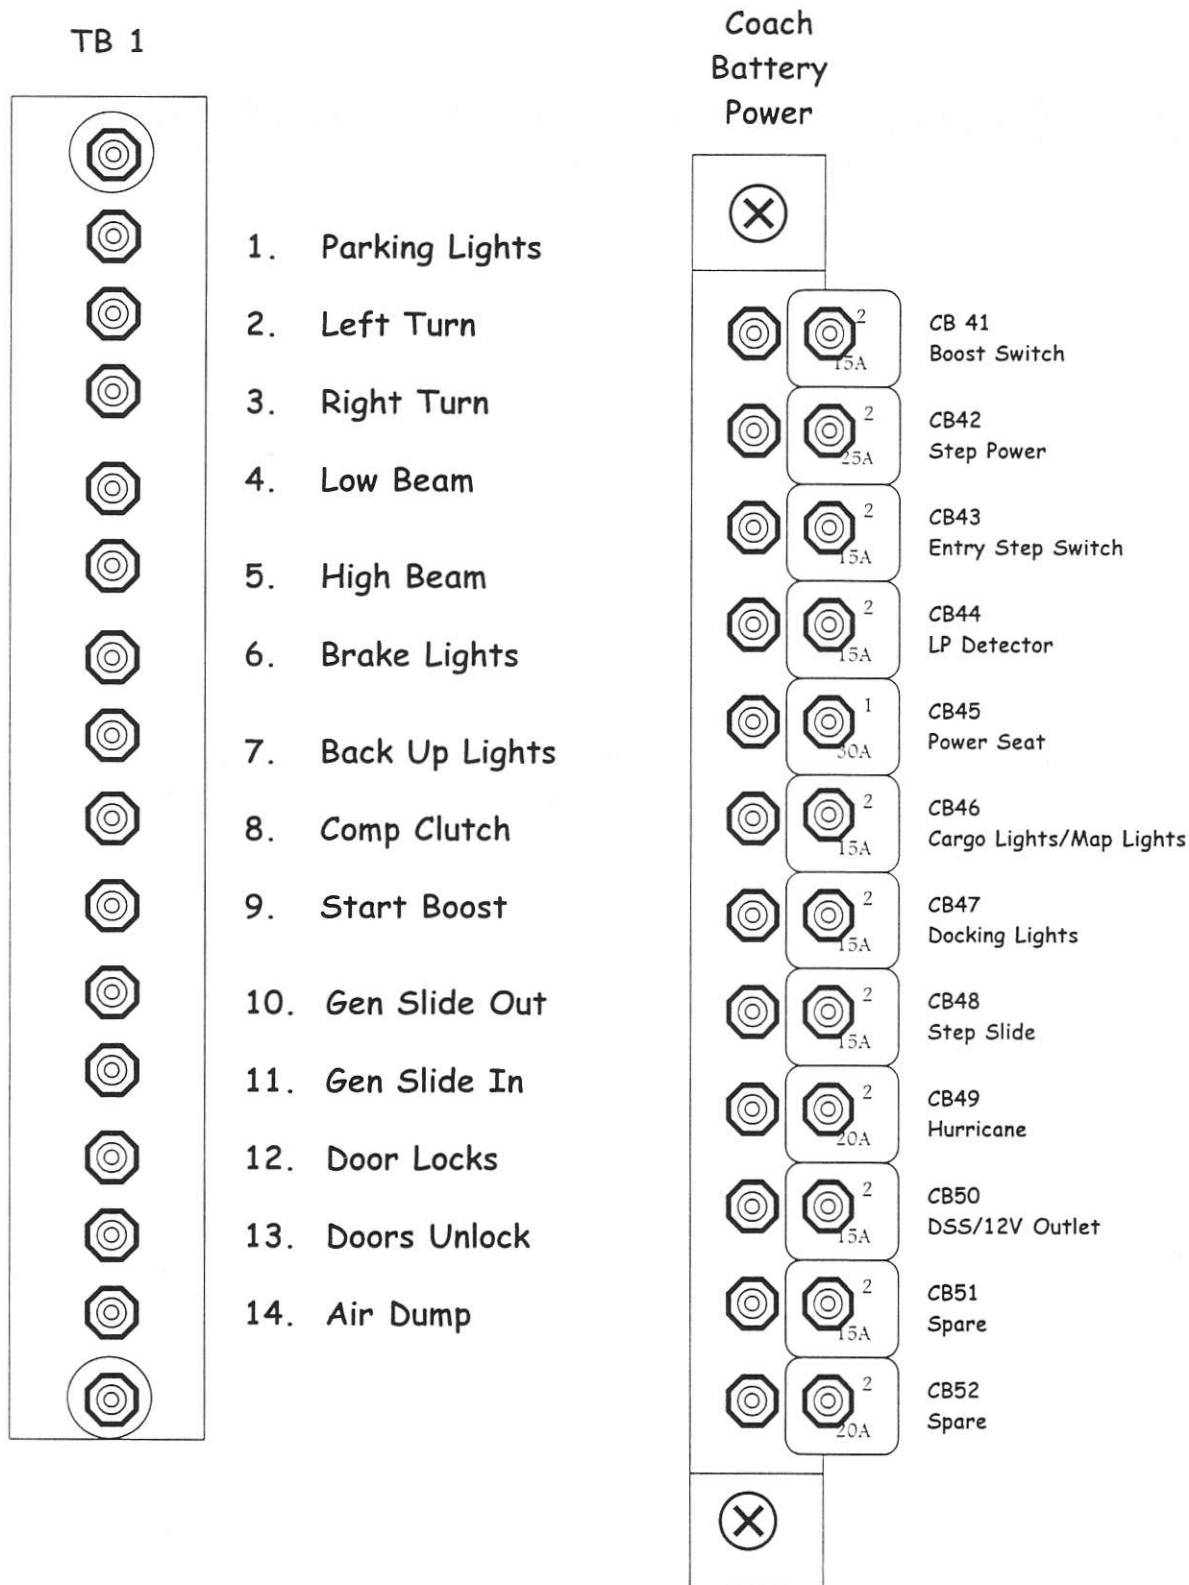 TB 1
1. Parking Lights
2. Left Turn
3. Right Turn
4. Low Beam
5. High Beam
6. Brake Lights
7. Back Up Lights
8. Comp Clutch
9. Start Boost
10. Gen Slide Out
11. Gen Slide In
12. Door Locks
13. Doors Unlock
14. Air Dump
Coach
Battery
Power
2
15A
CB 41
Boost Switch
2
25A
CB42
Step Power
2
15A
CB43
Entry Step Switch
2
15A
CB44
LP Detector
1
30A
CB45
Power Seat
2
15A
CB46
Cargo Lights/Map Lights
2
15A
CB47
Docking Lights
2
15A
CB48
Step Slide
2
20A
CB49
Hurricane
2
15A
CB50
DSS/12V Outlet
2
15A
CB51
Spare
2
20A
CB52
Spare